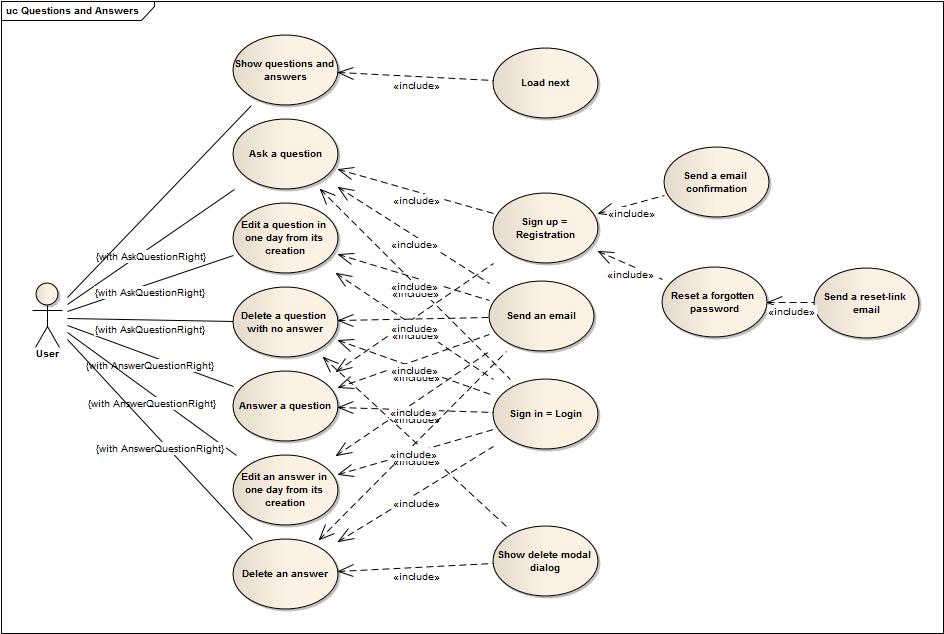 uc Questions and Answers
Show questions and
answers
Load next
«include»
Ask a question
Send a email
confirmation
«include»
Sign up =
Registration
«include»
Edit a question in
one day from its
creation
«include»
{with AskQuestionRight}
«include»
{with AskQuestionRight}
«include»
«include»
Reset a forgotten
password
Send a reset-link
email
«include»
Delete a question
with no answer
Send an email
{with AskQuestionRight}
«include»
«include»
User
{with AnswerQuestionRight}
«include»
«include»
{with AnswerQuestionRight}
Answer a question
Sign in = Login
«include»
«include»
{with AnswerQuestionRight}
«include»
«include»
Edit an answer in
one day from its
creation
«include»
Show delete modal
dialog
Delete an answer
«include»